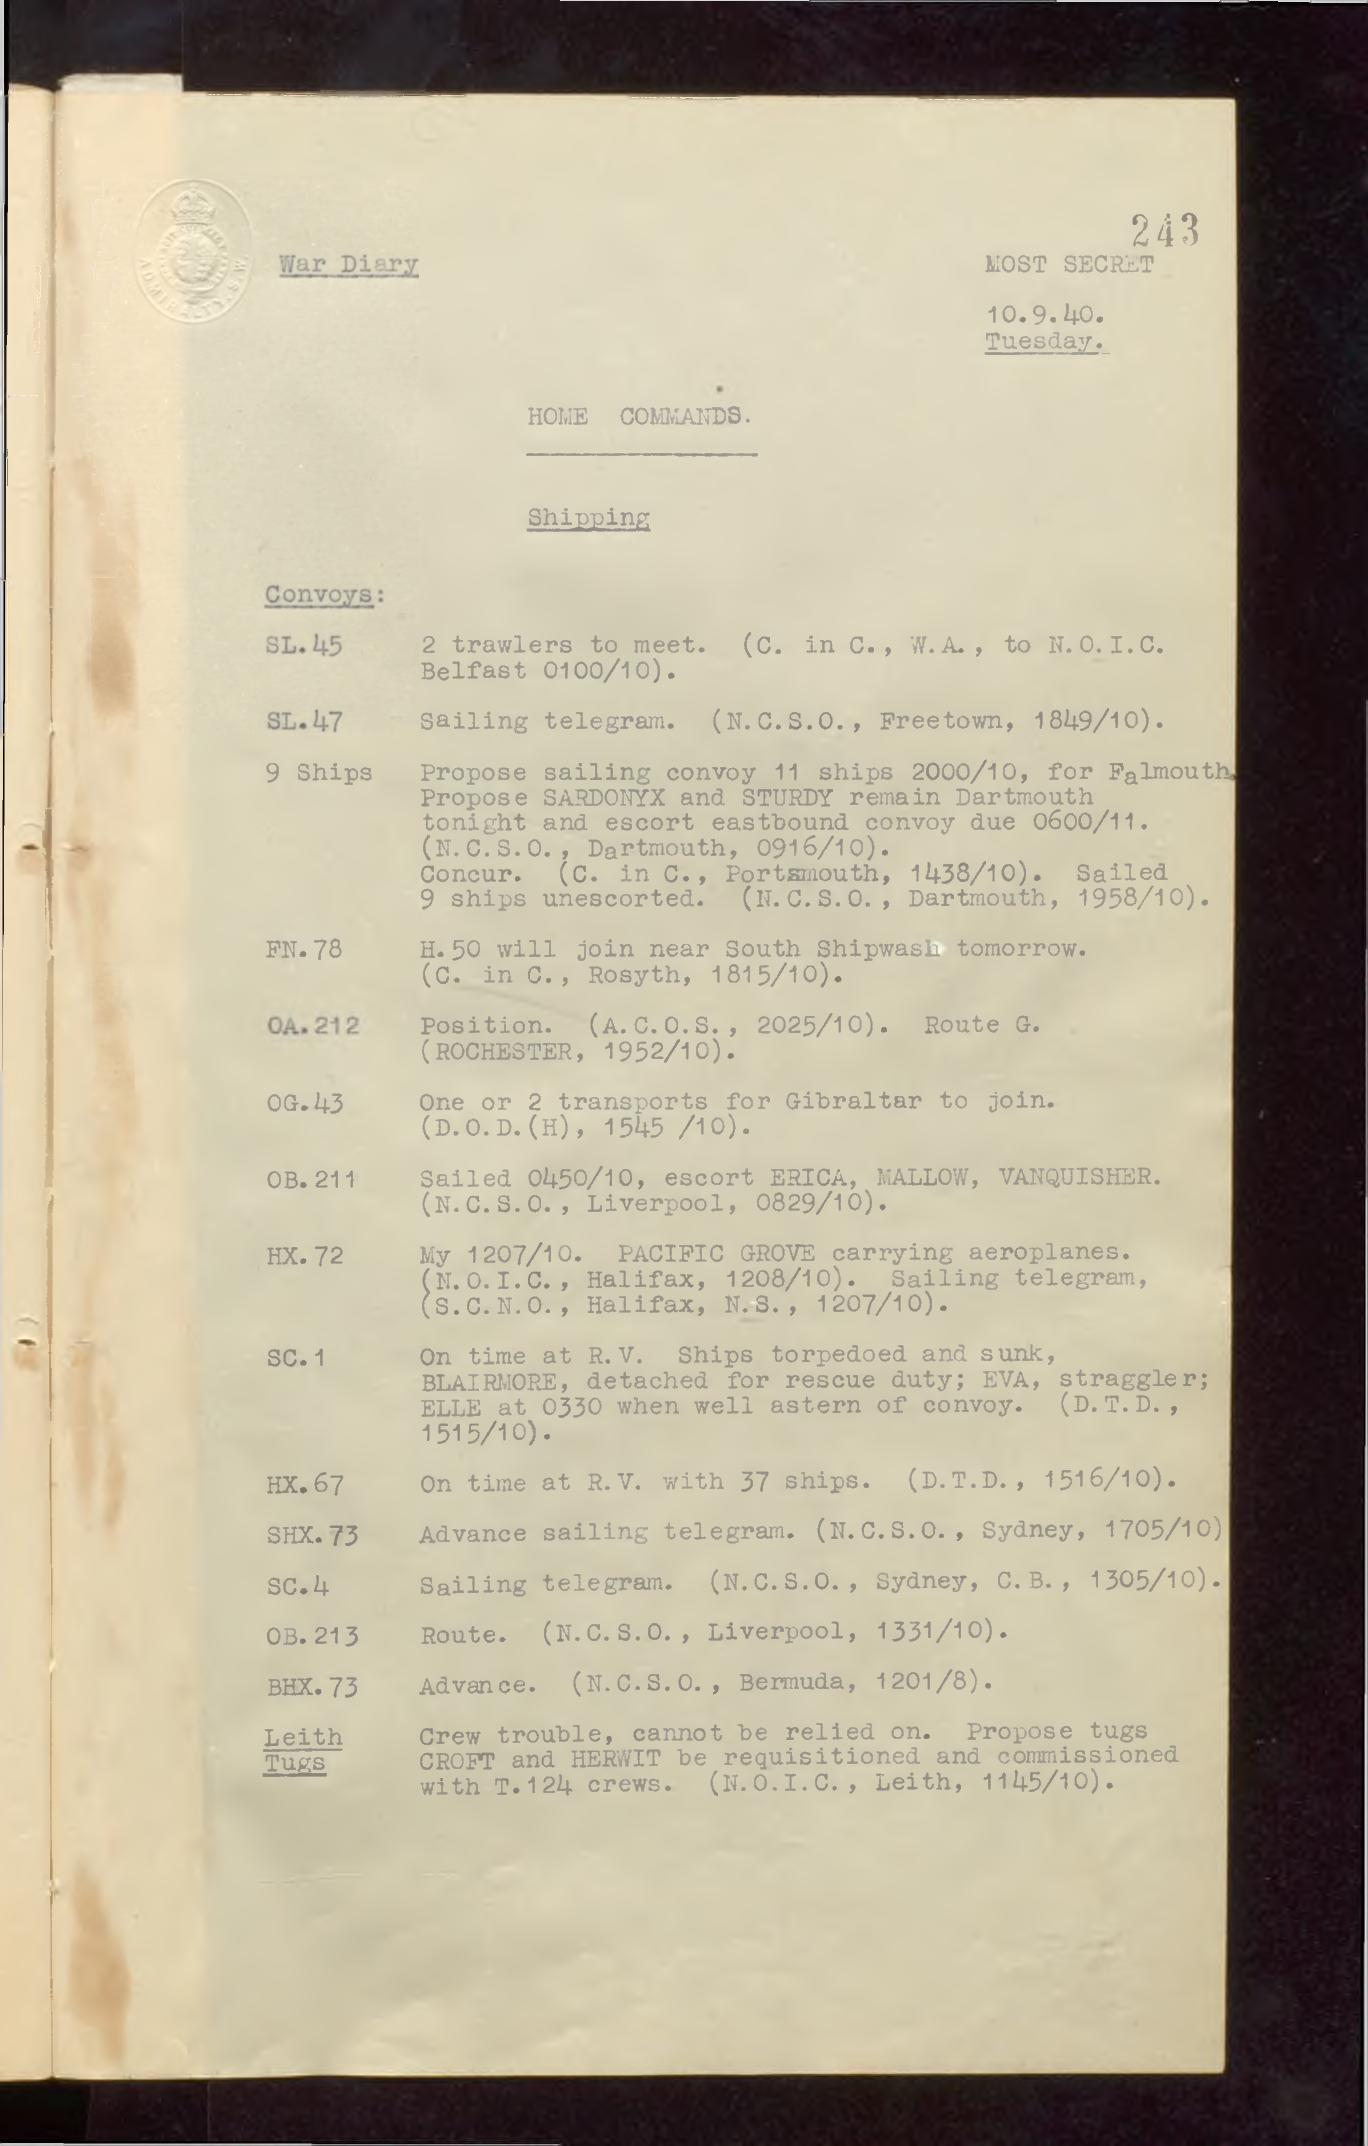 243
War Diary
MOST SECRET
10.9.40.
Tuesday.
HOME COMMANDS.
Shipping
Convoys:
SL.45 2 trawlers to meet. (C. in C., W.A., to N.O.I.C.
Belfast 0100/10).
SL.47 Sailing telegram. (N.C.S.O., Freetown, 1849/10).
9 Ships Propose sailing convoy 11 ships 2000/10, for Falmouth.
Propose SARDONYX and STURDY remain Dartmouth
tonight and escort eastbound convoy due 0600/11.
(N.C.S.O., Dartmouth, 0916/10).
Concur. (C. in C., Portsmouth, 1438/10). Sailed
9 ships unescorted. (N.C.S.O., Dartmouth, 1958/10).
FN.78 H.50 will join near South Shipwash tomorrow.
(C. in C., Rosyth, 1815/10).
OA.212 Position. (A.C.O.S., 2025/10). Route G.
(ROCHESTER, 1952/10).
OG.43 One or 2 transports for Gibraltar to join.
(D.O.D.(H), 1545 /10).
OB.211 Sailed 0450/10, escort ERICA, MALLOW, VANQUISHER.
(N.C.S.O., Liverpool, 0829/10).
HX.72 My 1207/10. PACIFIC GROVE carrying aeroplanes.
(N.O.I.C., Halifax, 1208/10). Sailing telegram,
(S.C.N.O., Halifax, N.S., 1207/10).
SC.1 On time at R.V. Ships torpedoed and sunk,
BLAIRMORE, detached for rescue duty; EVA, straggler;
ELLE at 0330 when well astern of convoy. (D.T.D.,
1515/10).
HX.67 On time at R.V. with 37 ships. (D.T.D., 1516/10).
SHX.73 Advance sailing telegram. (N.C.S.O., Sydney, 1705/10)
SC.4 Sailing telegram. (N.C.S.O., Sydney, C.B., 1305/10).
OB.213 Route. (N.C.S.O., Liverpool, 1331/10).
BHX.73 Advance. (N.C.S.O., Bermuda, 1201/8).
Leith Crew trouble, cannot be relied on. Propose tugs
Tugs CROFT and HERWIT be requisitioned and commissioned
with T.124 crews. (N.O.I.C., Leith, 1145/10).